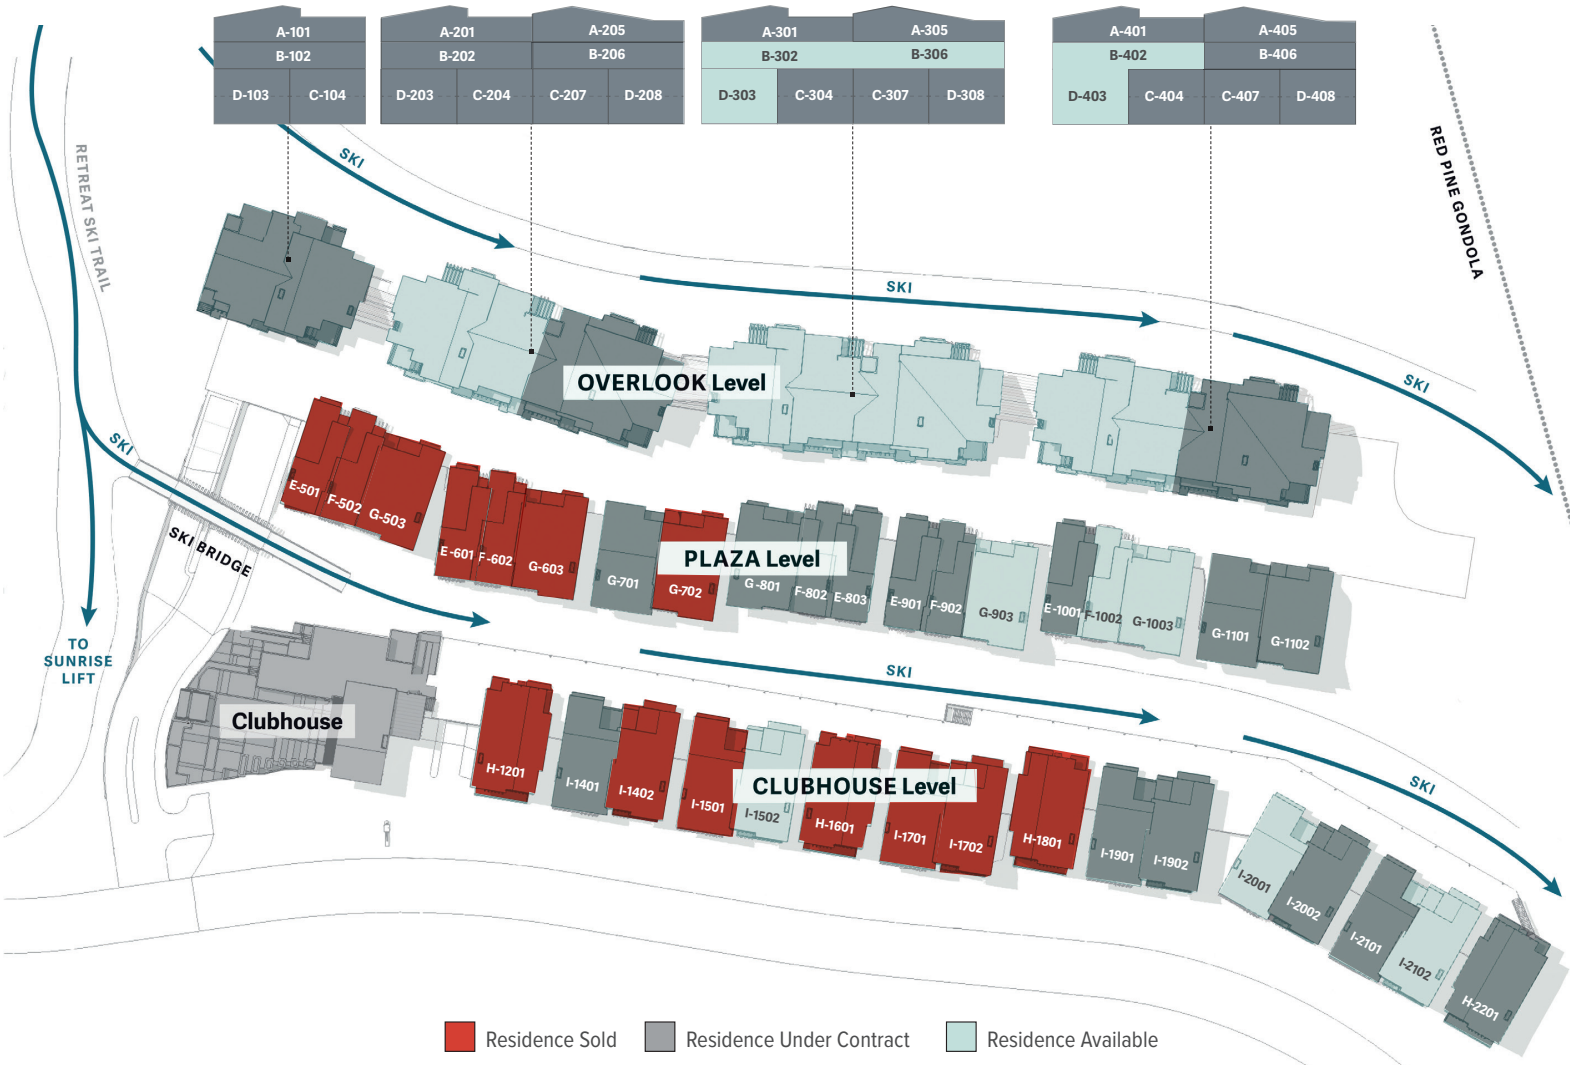 A-101
B-102
D-103
C-104
A-201
A-205
B-202
B-206
D-203
C-204
C-207
D-208
A-301
A-305
B-302
B-306
D-303
C-304
C-307
D-308
A-401
A-405
B-402
B-406
D-403
C-404
C-407
D-408
SKI
RETREAT SKI TRAIL
RED PINE GONDOLA
SKI
SKI
OVERLOOK Level
SKI
E-501
F-502
G-503
SKI BRIDGE
E-601
F-602
G-603
G-701
G-702
PLAZA Level
G-801
F-802
E-803
E-901
F-902
G-903
E-1001
F-1002
G-1003
G-1101
G-1102
TO
SUNRISE
LIFT
SKI
Clubhouse
H-1201
I-1401
I-1402
I-1501
I-1502
CLUBHOUSE Level
H-1601
I-1701
I-1702
H-1801
I-1901
I-1902
SKI
I-2001
I-2002
I-2101
I-2102
H-2201
Residence Sold
Residence Under Contract
Residence Available